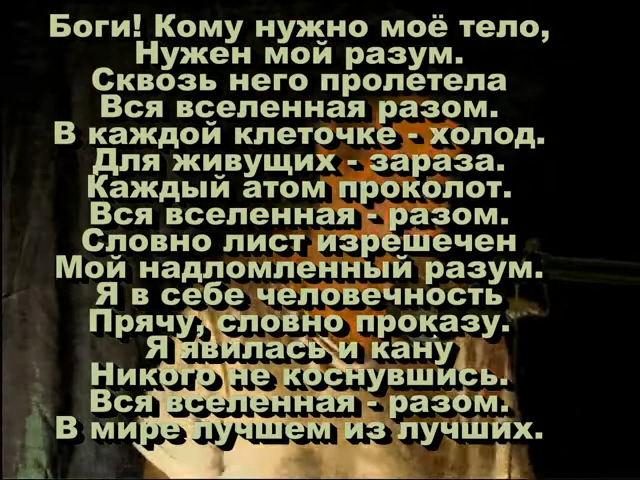 Боги! Кому нужно моё тело,
Нужен мой разум.
Сквозь него пролетела
Вся вселенная разом.
В каждой клеточке - холод.
Для живущих - зараза.
Каждый атом проколот.
Вся вселенная - разом.
Словно лист изрешечен
Мой надломленный разум.
Я в себе человечность
Прячу, словно проказу.
Я явилась и кану
Никого не коснувшись.
Вся вселенная - разом.
В мире лучшем из лучших.